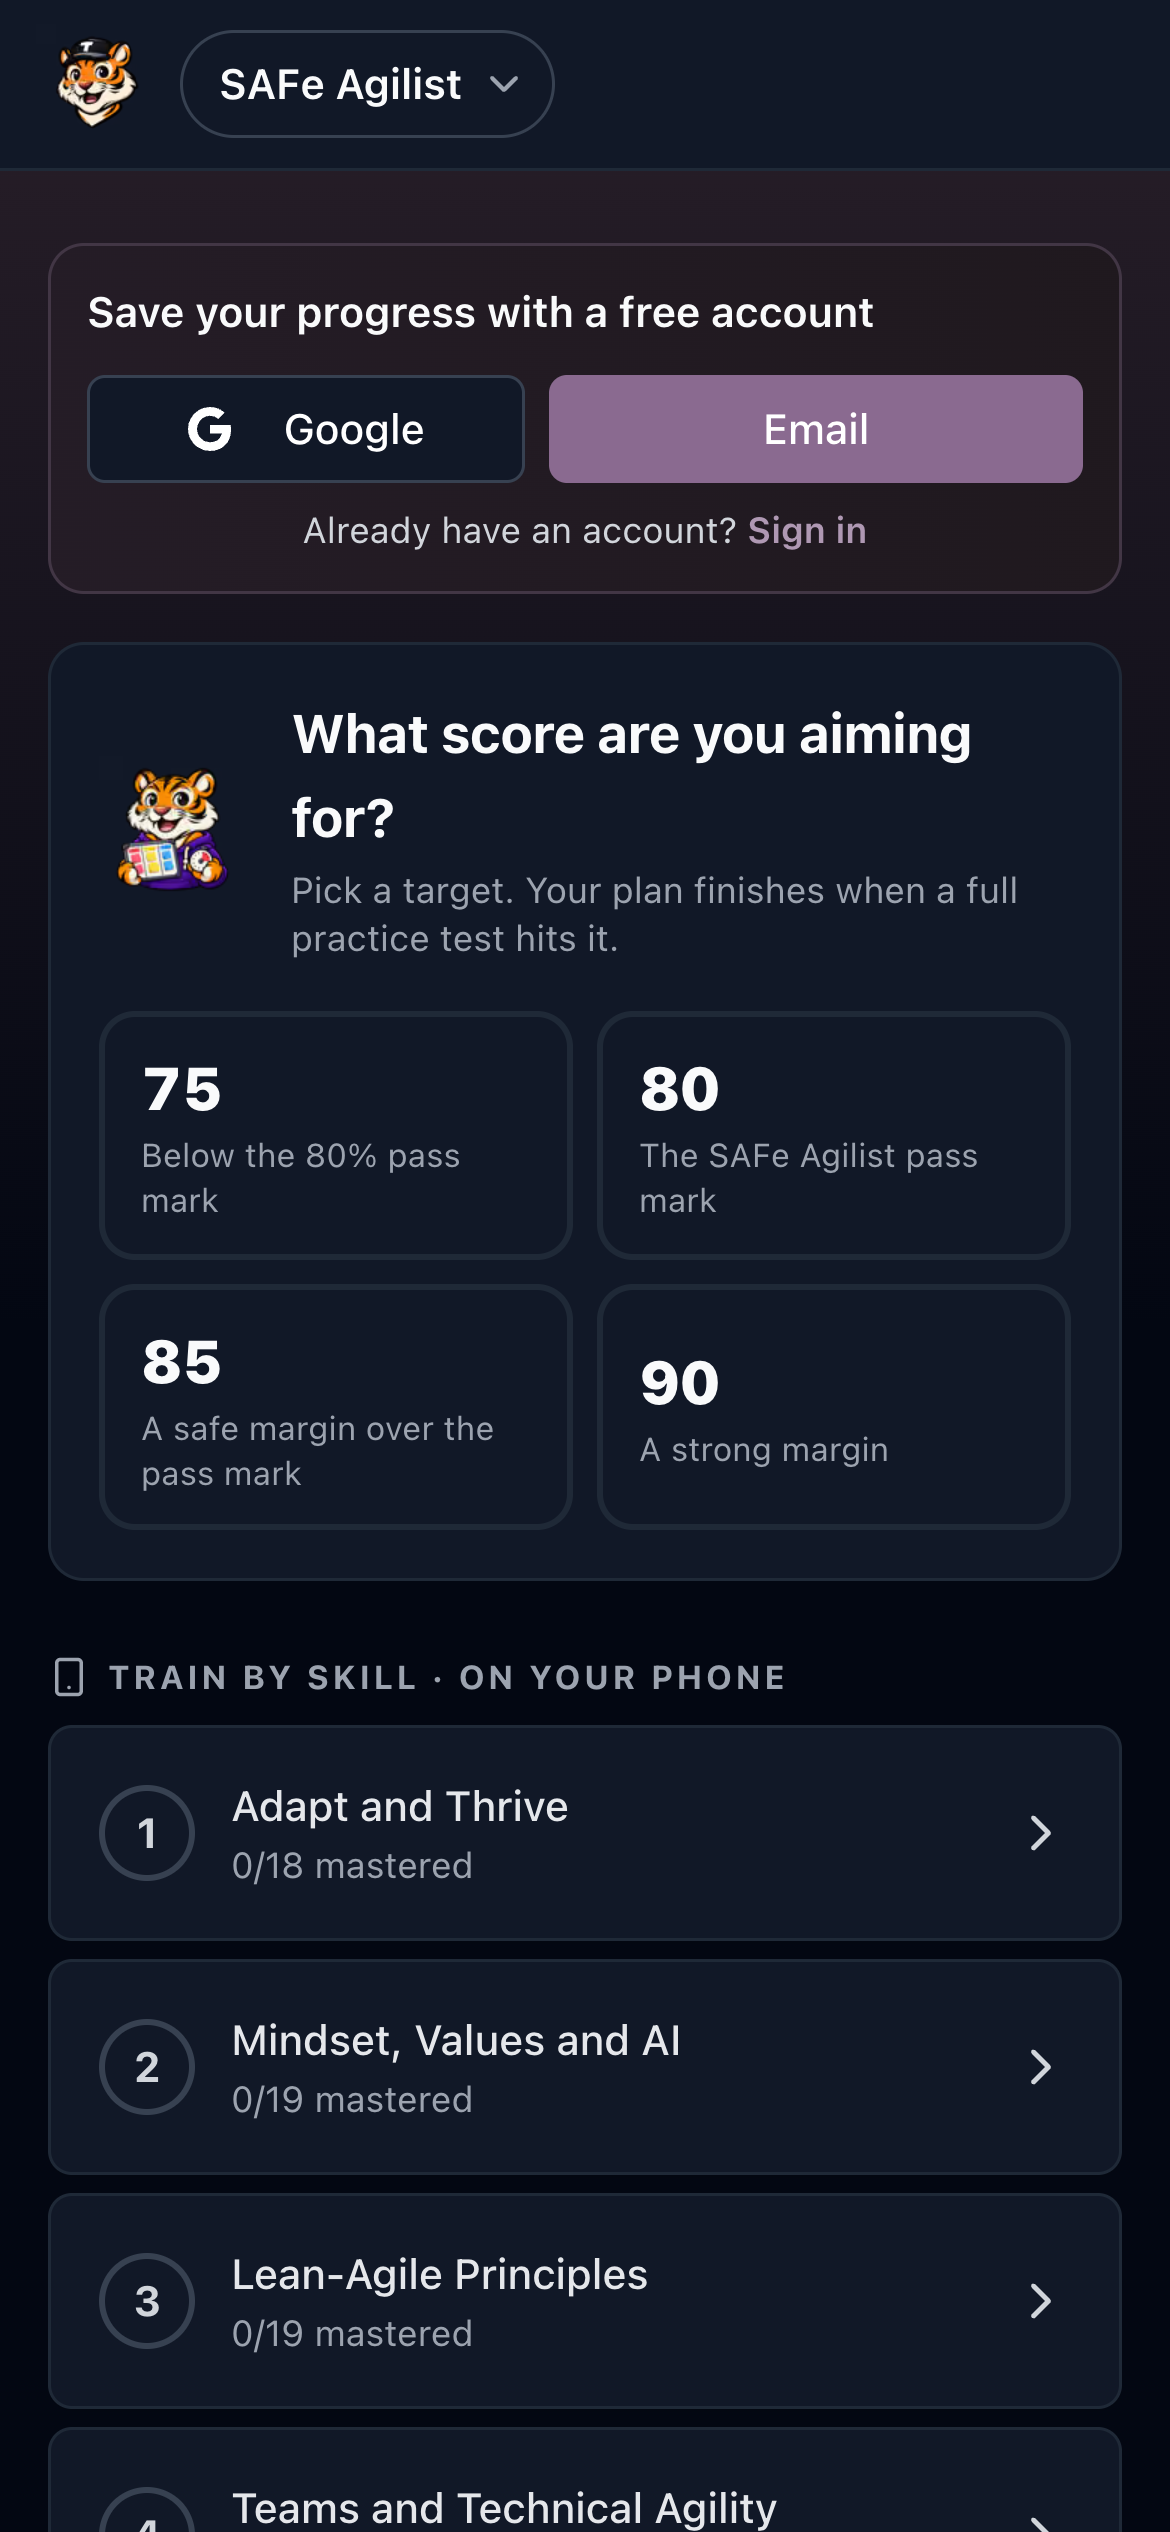 SAFe Agilist
Save your progress with a free account
Google
Email
Already have an account? Sign in
What score are you aiming
for?
Pick a target. Your plan finishes when a full
practice test hits it.
75
Below the 80% pass
mark
80
The SAFe Agilist pass
mark
85
A safe margin over the
pass mark
90
A strong margin
TRAIN BY SKILL · ON YOUR PHONE
1
Adapt and Thrive
0/18 mastered
2
Mindset, Values and AI
0/19 mastered
3
Lean-Agile Principles
0/19 mastered
4
Teams and Technical Agility